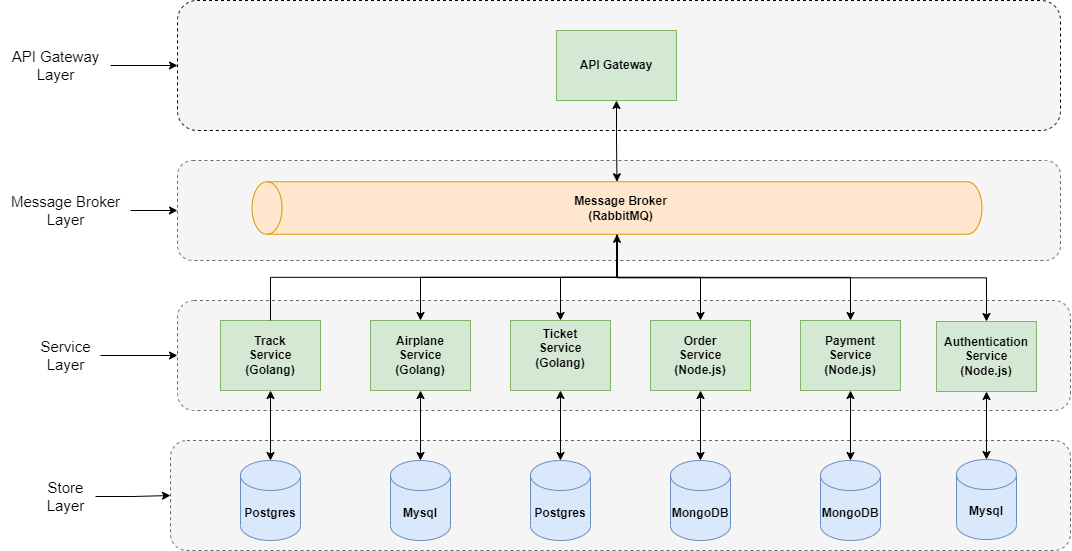 API Gateway
Layer
API Gateway
Message Broker
Layer
Message Broker
(RabbitMQ)
Service
Layer
Track
Service
(Golang)
Airplane
Service
(Golang)
Ticket
Service
(Golang)
Order
Service
(Node.js)
Payment
Service
(Node.js)
Authentication
Service
(Node.js)
Store
Layer
Postgres
Mysql
Postgres
MongoDB
MongoDB
Mysql